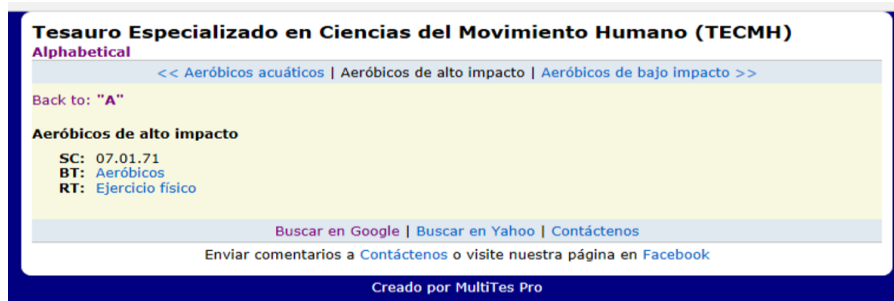 Tesauro Especializado en Ciencias del Movimiento Humano (TECMH)
Alphabetical
<< Aeróbicos acuáticos | Aeróbicos de alto impacto | Aeróbicos de bajo impacto >>
Back to: "A"
Aeróbicos de alto impacto
SC: 07.01.71
BT: Aeróbicos
RT: Ejercicio físico
Buscar en Google | Buscar en Yahoo | Contáctenos
Enviar comentarios a Contáctenos o visite nuestra página en Facebook
Creado por MultiTes Pro